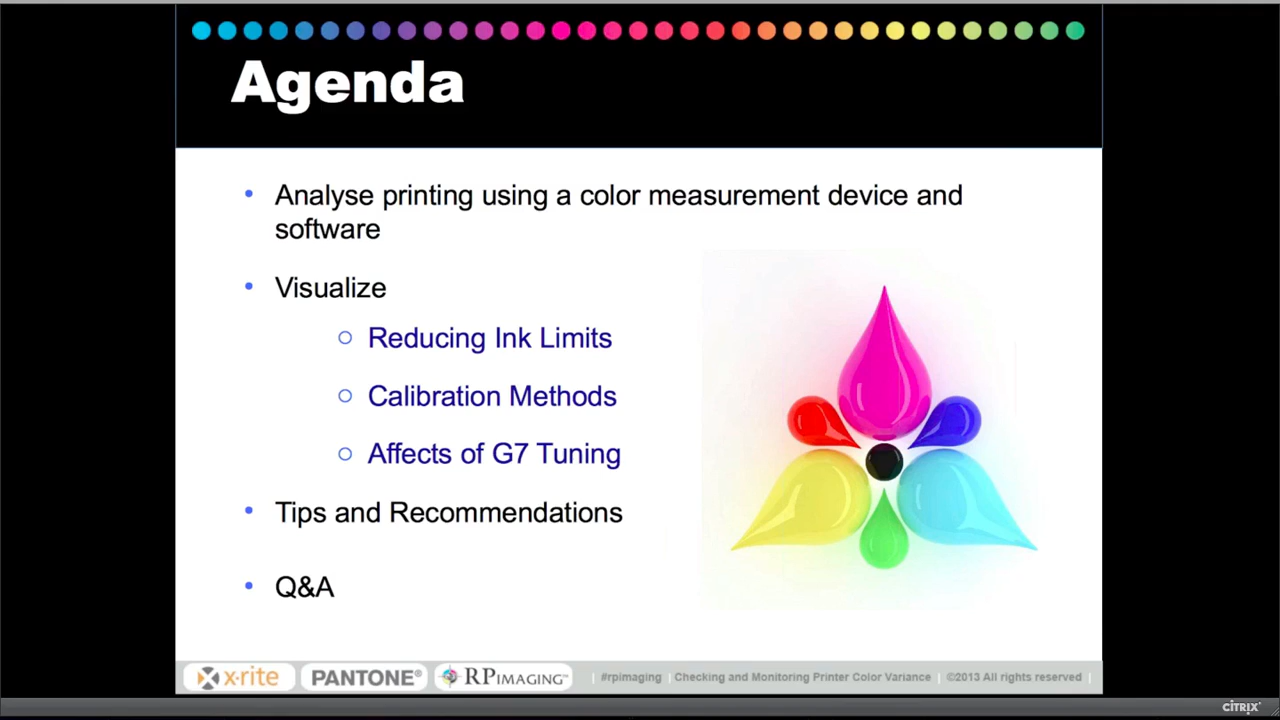 Agenda
• Analyse printing using a color measurement device and
software
• Visualize
○ Reducing Ink Limits
○ Calibration Methods
○ Affects of G7 Tuning
• Tips and Recommendations
• Q&A
x·rite PANTONE® RPIMAGING™ | #rpimaging | Checking and Monitoring Printer Color Variance | ©2013 All rights reserved |
CITRIX®